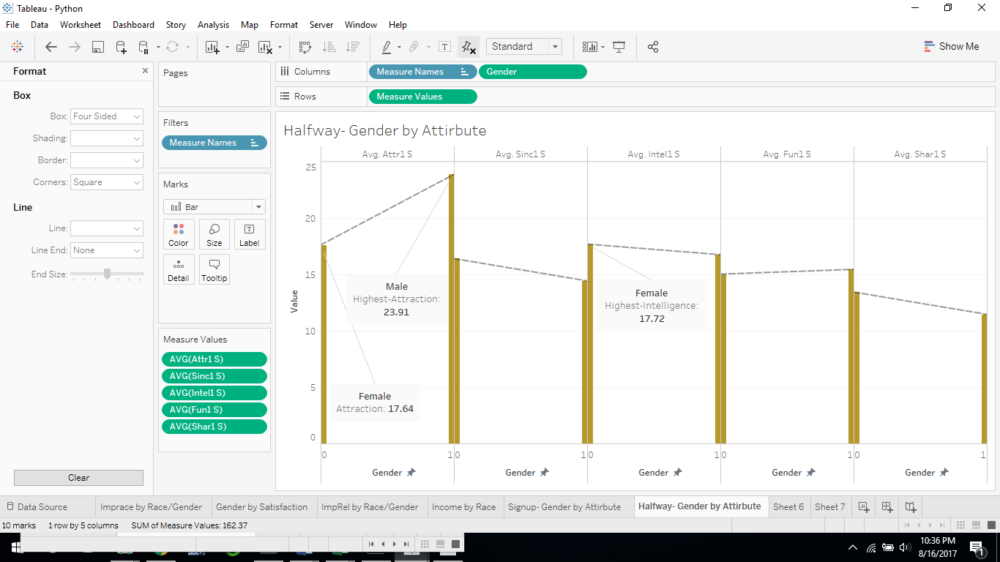 Tableau - Python
File Data Worksheet Dashboard Story Analysis Map Format Server Window Help
Standard
Show Me
Format
Box
Box: Four Sided
Shading:
Border:
Corners: Square
Line
Line:
Line End: None
End Size:
Clear
Pages
Filters
Measure Names
Marks
Bar
Color Size Label
Detail Tooltip
Measure Values
AVG(Attr1 S)
AVG(Sinc1 S)
AVG(Intel1 S)
AVG(Fun1 S)
AVG(Shar1 S)
Columns Measure Names Gender
Rows Measure Values
Halfway- Gender by Attirbute
Avg. Attr1 S Avg. Sinc1 S Avg. Intel1 S Avg. Fun1 S Avg. Shar1 S
Value
25
20
15
10
5
0
Male
Highest-Attraction:
23.91
Female
Highest-Intelligence:
17.72
Female
Attraction: 17.64
0 1 0 1 0 1 0 1 0 1
Gender Gender Gender Gender Gender
Data Source Imprace by Race/Gender Gender by Satisfaction ImpRel by Race/Gender Income by Race Signup- Gender by Attribute Halfway- Gender by Attirbute Sheet 6 Sheet 7
10 marks 1 row by 5 columns SUM of Measure Values: 162.37
10:36 PM
8/16/2017
1